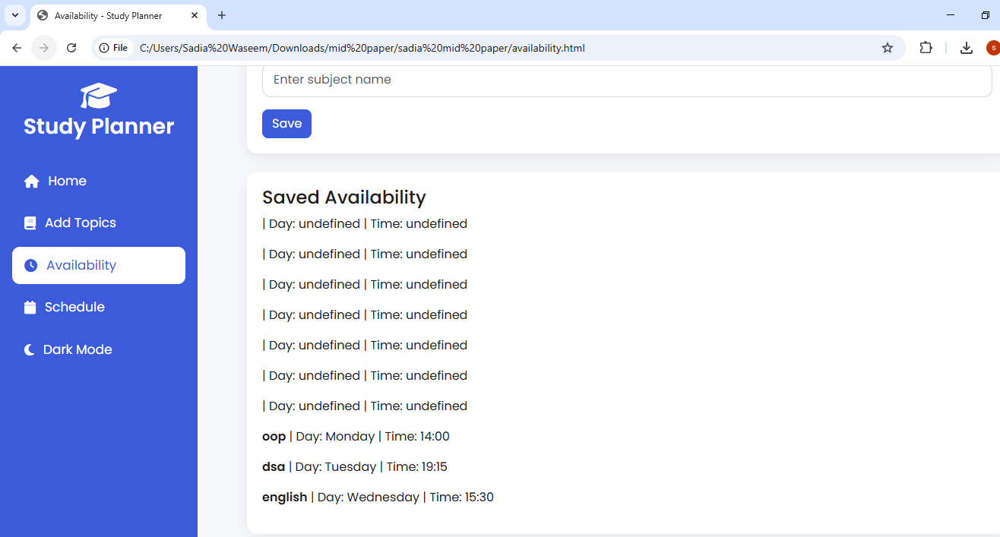 Availability - Study Planner
File
C:/Users/Sadia%20Waseem/Downloads/mid%20paper/sadia%20mid%20paper/availability.html
s
Study Planner
Home
Add Topics
Availability
Schedule
Dark Mode
Enter subject name
Save
Saved Availability
| Day: undefined | Time: undefined
| Day: undefined | Time: undefined
| Day: undefined | Time: undefined
| Day: undefined | Time: undefined
| Day: undefined | Time: undefined
| Day: undefined | Time: undefined
| Day: undefined | Time: undefined
oop | Day: Monday | Time: 14:00
dsa | Day: Tuesday | Time: 19:15
english | Day: Wednesday | Time: 15:30